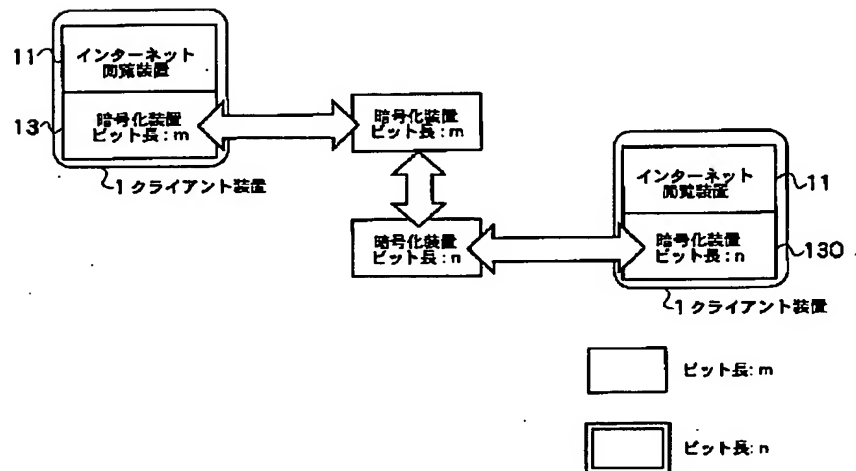 11
インターネット
閲覧装置
13
暗号化装置
ビット長:m
1 クライアント装置
暗号化装置
ビット長:m
暗号化装置
ビット長:n
インターネット
閲覧装置
11
暗号化装置
ビット長:n
130
1 クライアント装置
ビット長:m
ビット長:n